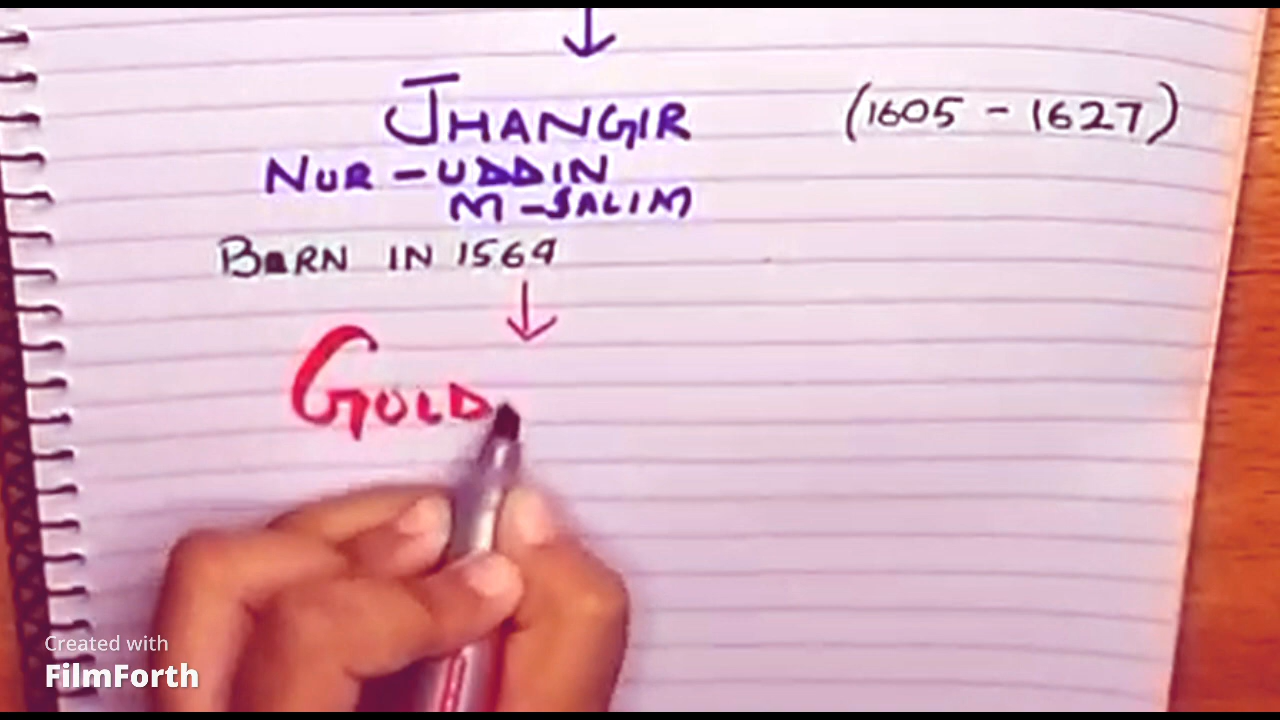 JHANGIR (1605 - 1627)
NUR - UDDIN
M - SALIM
BORN IN 1569
GOLD
Created with
FilmForth